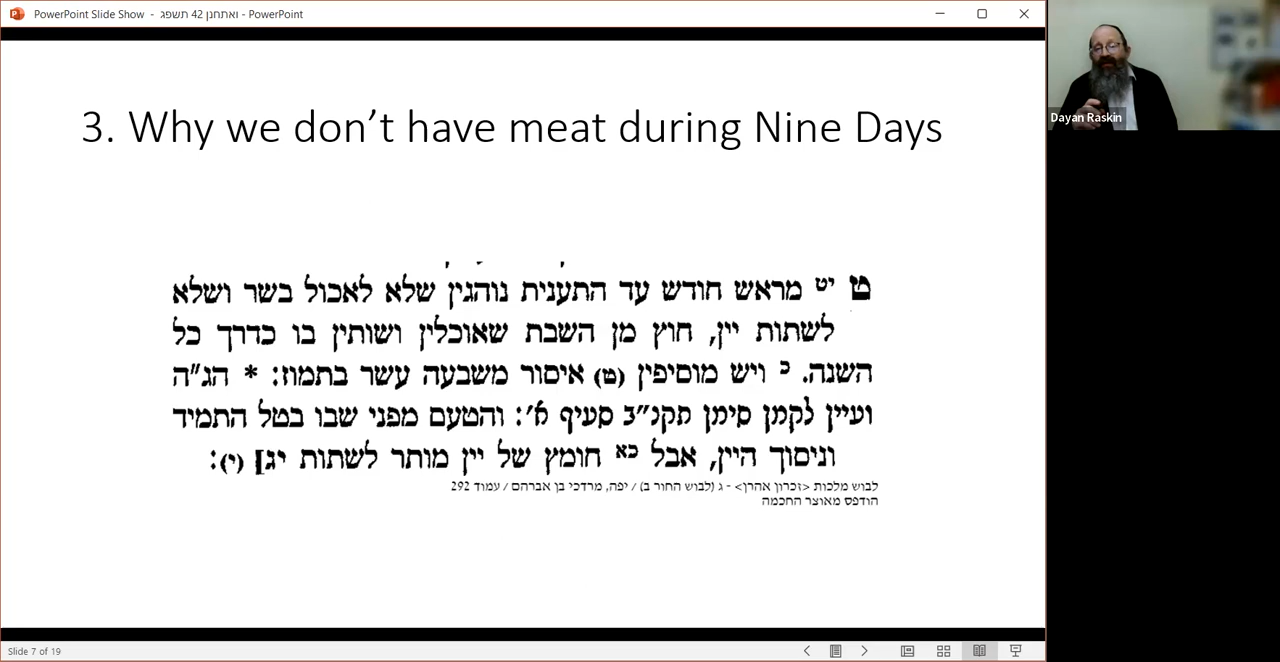 PowerPoint Slide Show - ואתחנן 42 תשפג - PowerPoint
3. Why we don't have meat during Nine Days
ט יט מראש חודש עד התענית נוהגין שלא לאכול בשר ושלא
לשתות יין, חוץ מן השבת שאוכלין ושותין בו כדרך כל
השנה. כ ויש מוסיפין (ט) איסור משבעה עשר בתמוז: * הג"ה
ועיין לקמן סימן תקנ"ב סעיף א': והטעם מפני שבו בטל התמיד
וניסוך היין, אבל כא חומץ של יין מותר לשתות יג] (י):
לבוש מלכות <זכרון אהרן> - ג (לבוש החור ב) / יפה, מרדכי בן אברהם / עמוד 292
הודפס מאוצר החכמה
Dayan Raskin
Slide 7 of 19